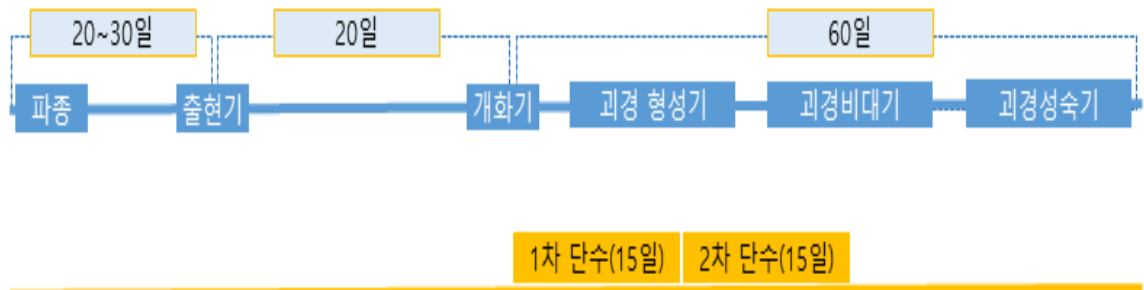 20~30일 20일 60일
파종 출현기 개화기 괴경 형성기 괴경비대기 괴경성숙기
1차 단수(15일) 2차 단수(15일)